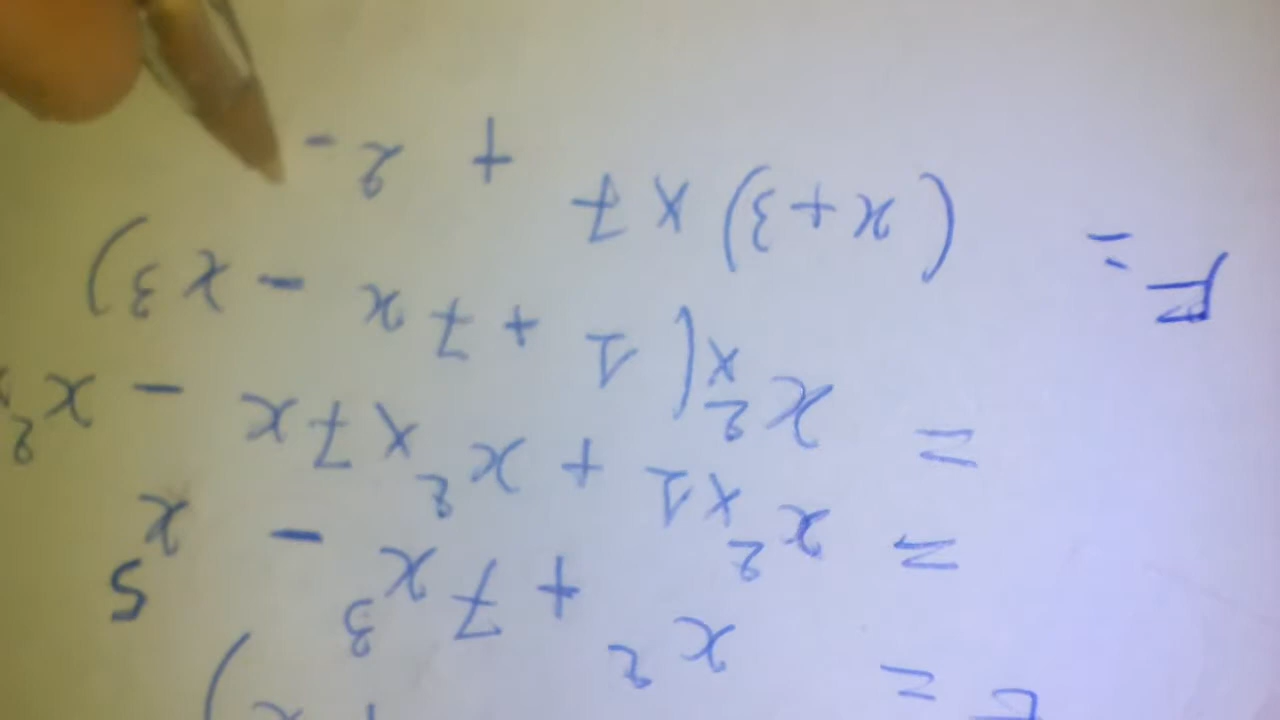 + x)
E = x² + 7x³ - x⁵
= x² × 1 + x² × 7x - x²
= x² × (1 + 7x - x³)
F = (x + 3) × 7 + 2 -